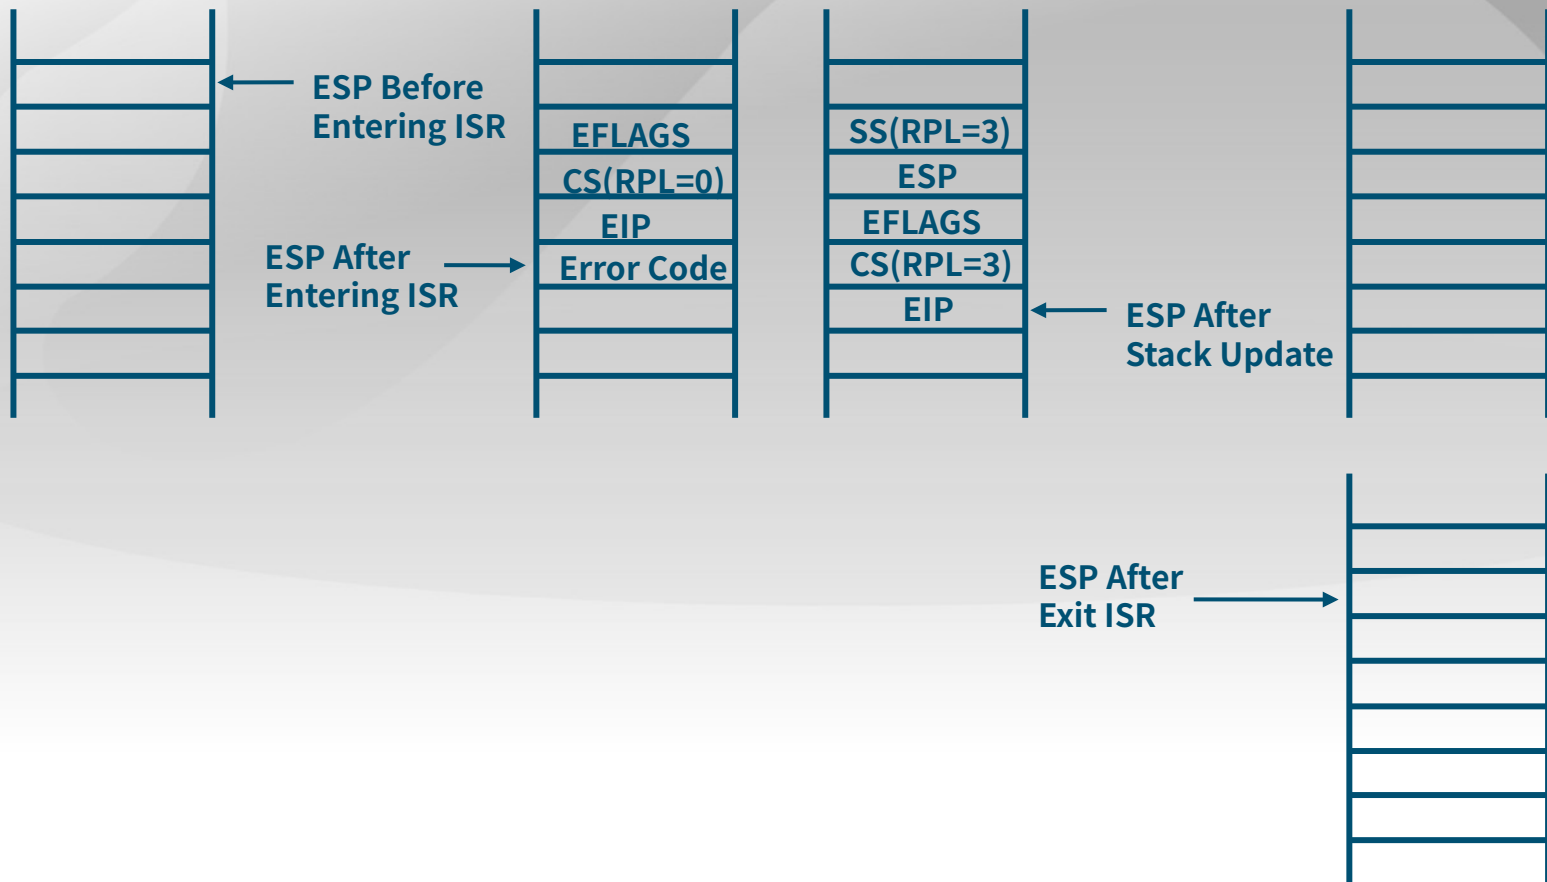 ESP Before
Entering ISR
EFLAGS
CS(RPL=0)
EIP
Error Code
ESP After
Entering ISR
SS(RPL=3)
ESP
EFLAGS
CS(RPL=3)
EIP
ESP After
Stack Update
ESP After
Exit ISR